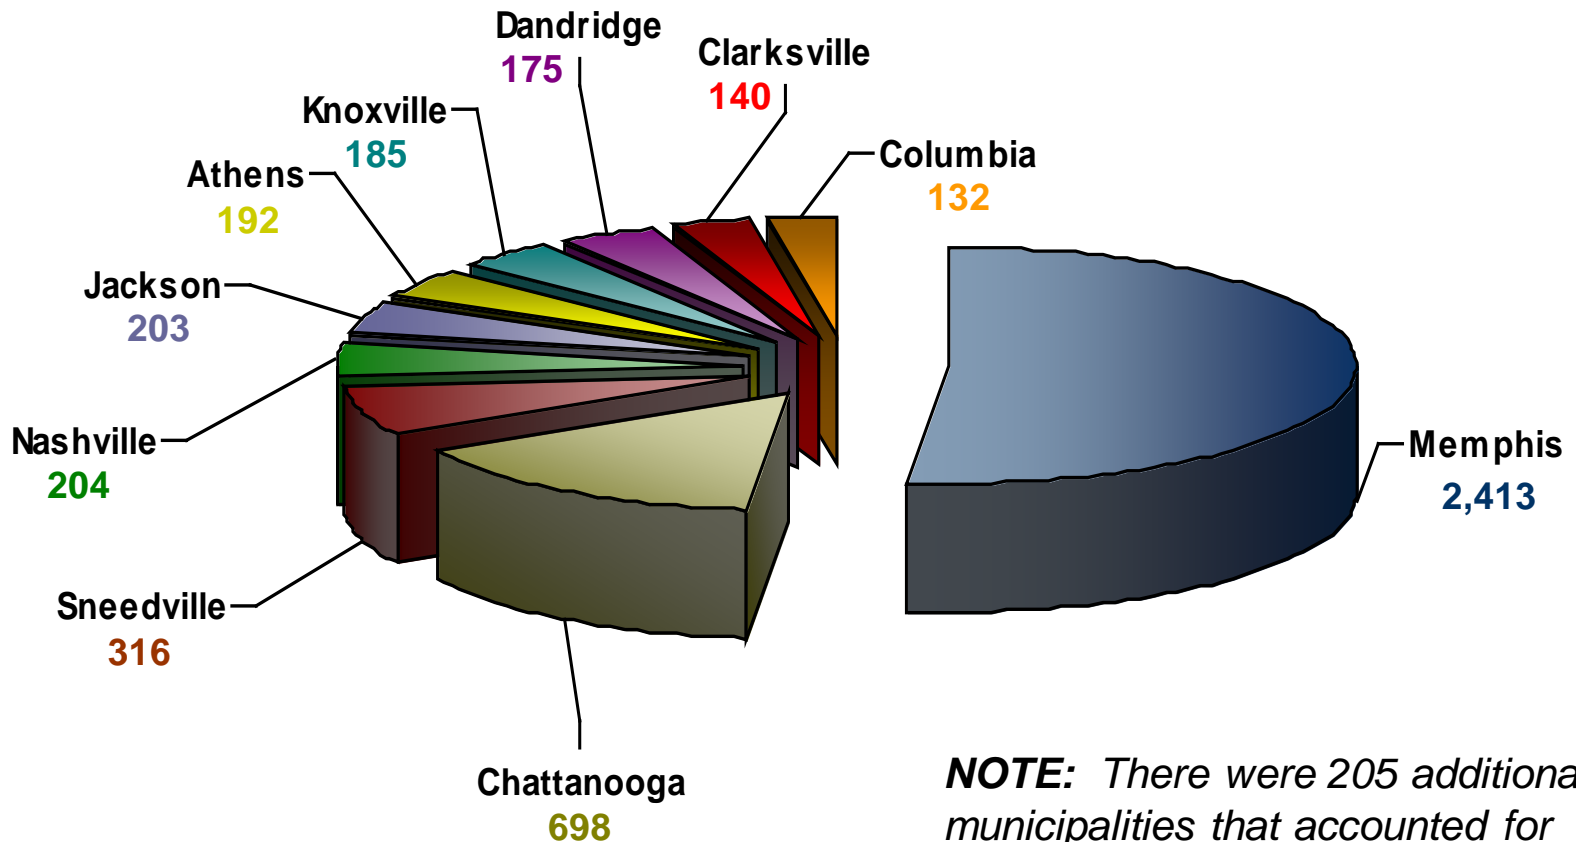 Dandridge
175
Clarksville
140
Knoxville
185
Columbia
132
Athens
192
Jackson
203
Nashville
204
Memphis
2,413
Sneedville
316
Chattanooga
698
NOTE: There were 205 additiona
municipalities that accounted for